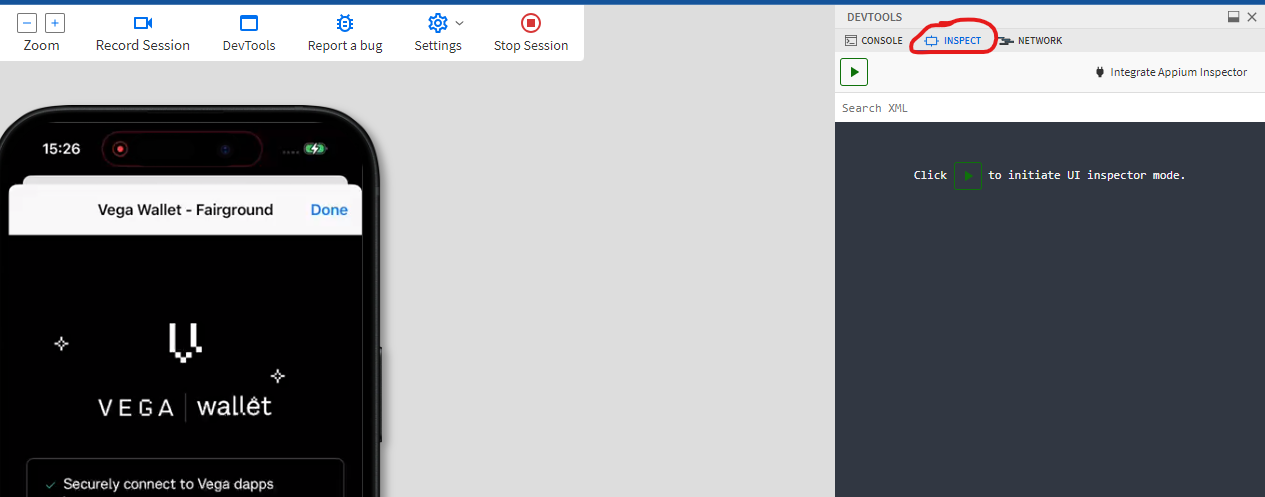 Zoom
Record Session
DevTools
Report a bug
Settings
Stop Session
DEVTOOLS
CONSOLE
INSPECT
NETWORK
Integrate Appium Inspector
Search XML
Click to initiate UI inspector mode.
15:26
Vega Wallet - Fairground
Done
VEGA | wallet
Securely connect to Vega dapps